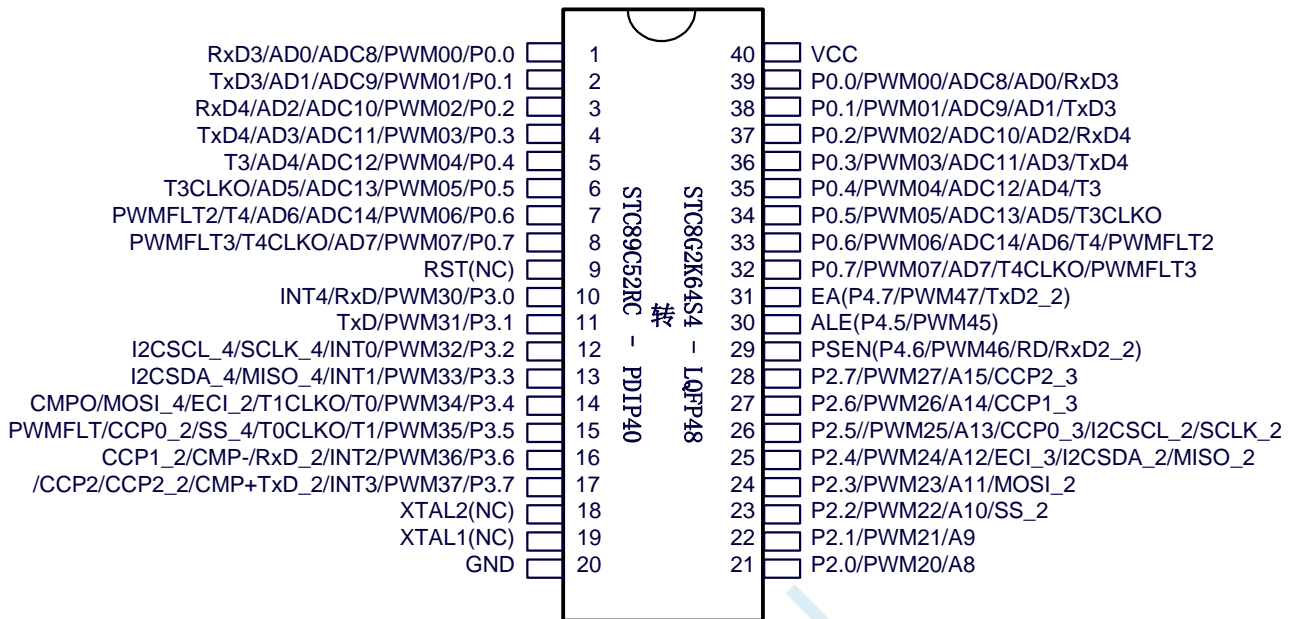 RxD3/AD0/ADC8/PWM00/P0.0 1 40 VCC
TxD3/AD1/ADC9/PWM01/P0.1 2 39 P0.0/PWM00/ADC8/AD0/RxD3
RxD4/AD2/ADC10/PWM02/P0.2 3 38 P0.1/PWM01/ADC9/AD1/TxD3
TxD4/AD3/ADC11/PWM03/P0.3 4 37 P0.2/PWM02/ADC10/AD2/RxD4
T3/AD4/ADC12/PWM04/P0.4 5 36 P0.3/PWM03/ADC11/AD3/TxD4
T3CLKO/AD5/ADC13/PWM05/P0.5 6 35 P0.4/PWM04/ADC12/AD4/T3
PWMFLT2/T4/AD6/ADC14/PWM06/P0.6 7 34 P0.5/PWM05/ADC13/AD5/T3CLKO
PWMFLT3/T4CLKO/AD7/PWM07/P0.7 8 33 P0.6/PWM06/ADC14/AD6/T4/PWMFLT2
RST(NC) 9 32 P0.7/PWM07/AD7/T4CLKO/PWMFLT3
INT4/RxD/PWM30/P3.0 10 31 EA(P4.7/PWM47/TxD2_2)
TxD/PWM31/P3.1 11 30 ALE(P4.5/PWM45)
I2CSCL_4/SCLK_4/INT0/PWM32/P3.2 12 29 PSEN(P4.6/PWM46/RD/RxD2_2)
I2CSDA_4/MISO_4/INT1/PWM33/P3.3 13 28 P2.7/PWM27/A15/CCP2_3
CMPO/MOSI_4/ECI_2/T1CLKO/T0/PWM34/P3.4 14 27 P2.6/PWM26/A14/CCP1_3
PWMFLT/CCP0_2/SS_4/T0CLKO/T1/PWM35/P3.5 15 26 P2.5//PWM25/A13/CCP0_3/I2CSCL_2/SCLK_2
CCP1_2/CMP-/RxD_2/INT2/PWM36/P3.6 16 25 P2.4/PWM24/A12/ECI_3/I2CSDA_2/MISO_2
/CCP2/CCP2_2/CMP+TxD_2/INT3/PWM37/P3.7 17 24 P2.3/PWM23/A11/MOSI_2
XTAL2(NC) 18 23 P2.2/PWM22/A10/SS_2
XTAL1(NC) 19 22 P2.1/PWM21/A9
GND 20 21 P2.0/PWM20/A8
STC8G2K64S4 - LQFP48
转
STC89C52RC - PDIP40